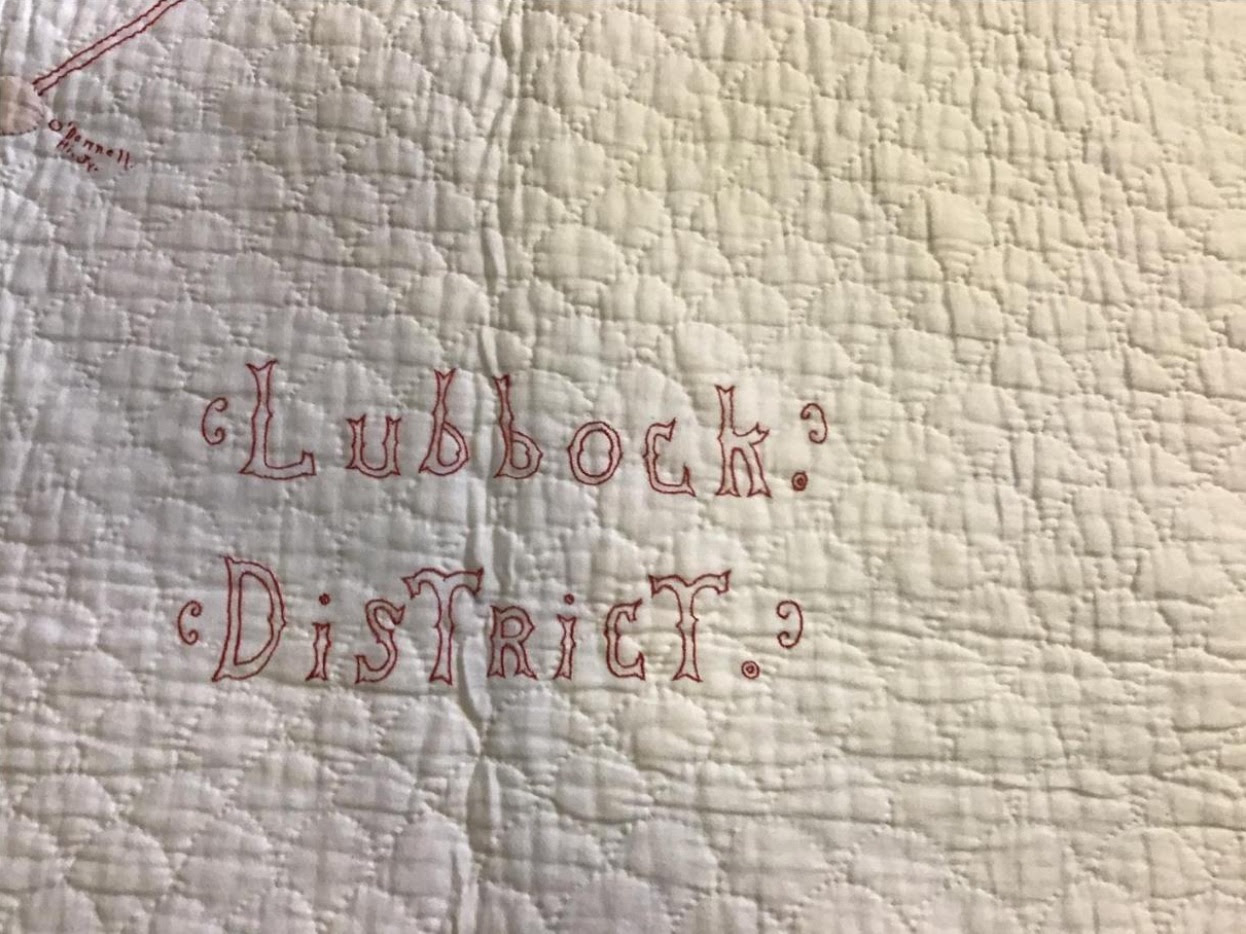 O'Donnell.
Lubbock.
DisTricT.